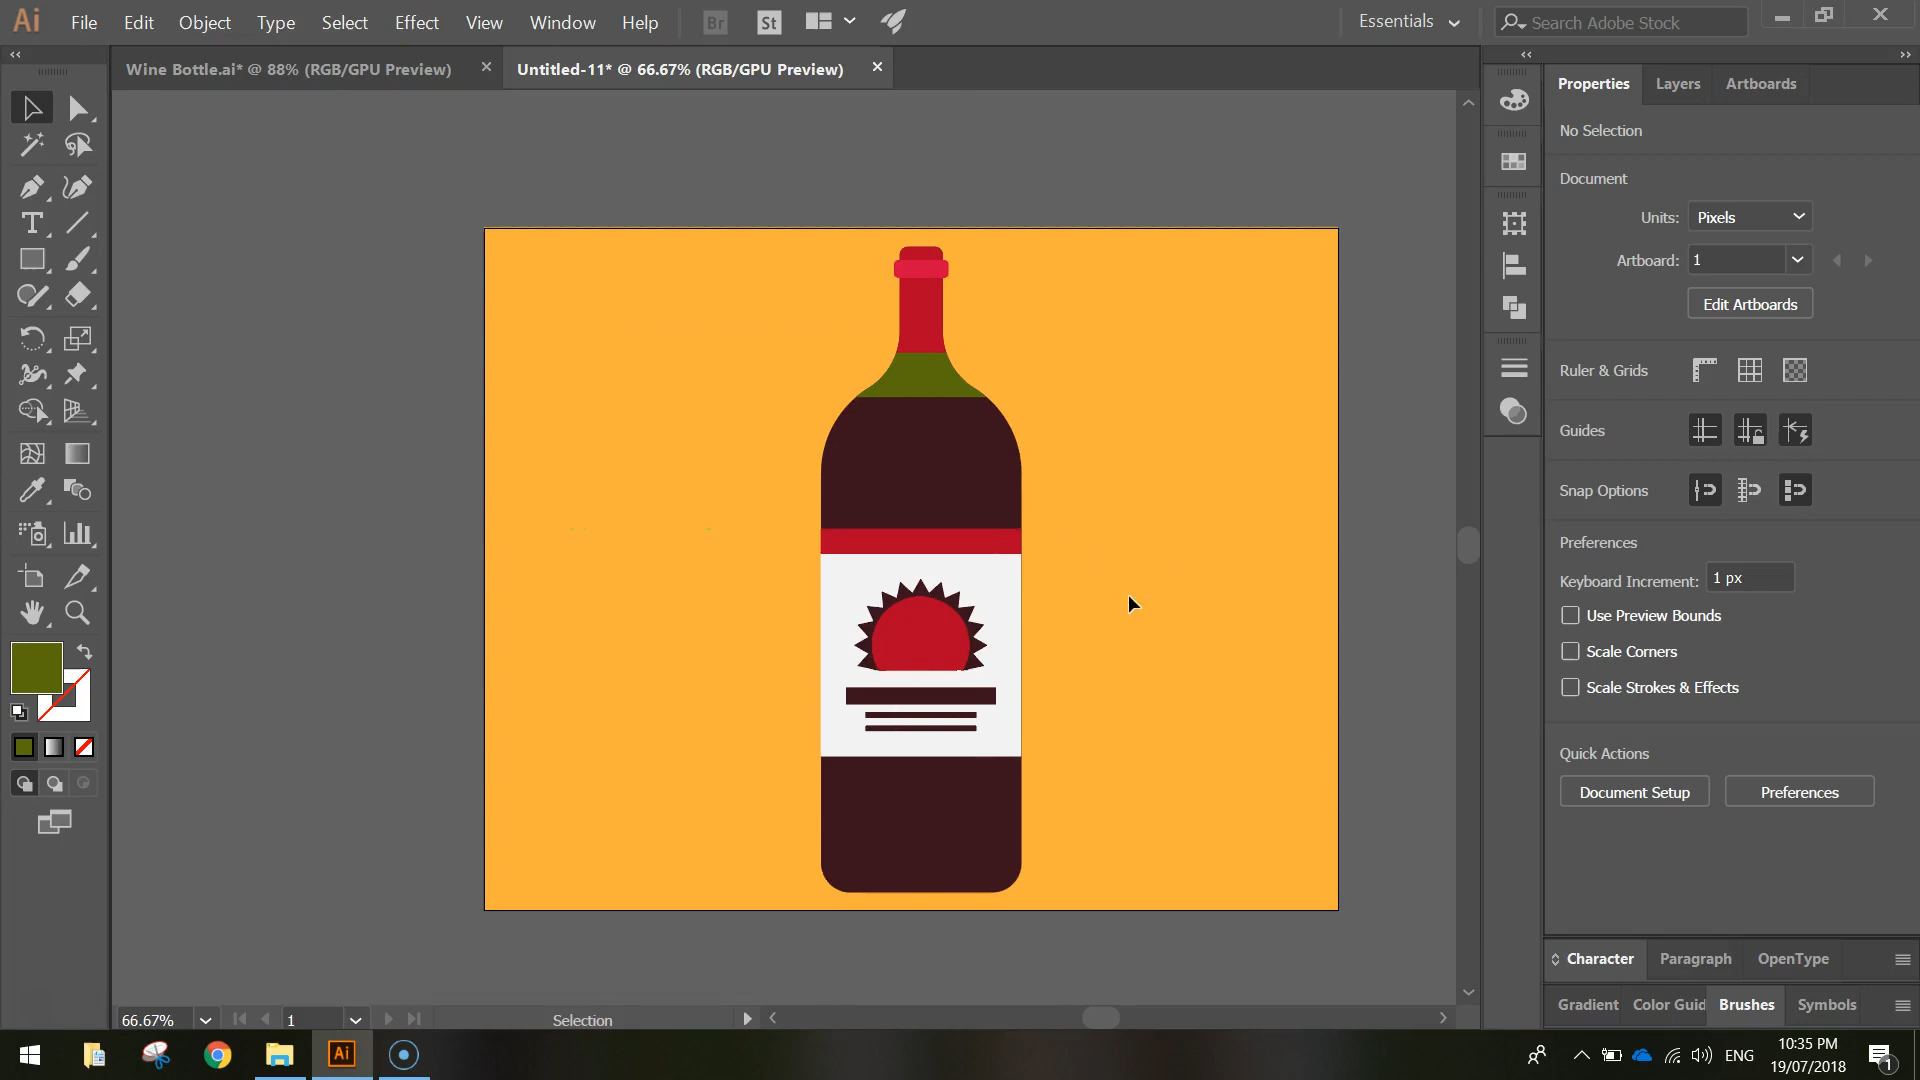 Ai File Edit Object Type Select Effect View Window Help Br St Essentials Search Adobe Stock
Wine Bottle.ai* @ 88% (RGB/GPU Preview) Untitled-11* @ 66.67% (RGB/GPU Preview)
Properties Layers Artboards
No Selection
Document
Units: Pixels
Artboard: 1
Edit Artboards
Ruler & Grids
Guides
Snap Options
Preferences
Keyboard Increment: 1 px
Use Preview Bounds
Scale Corners
Scale Strokes & Effects
Quick Actions
Document Setup Preferences
Character Paragraph OpenType
Gradient Color Guid Brushes Symbols
66.67% 1 Selection
Ai ENG 10:35 PM
19/07/2018 1